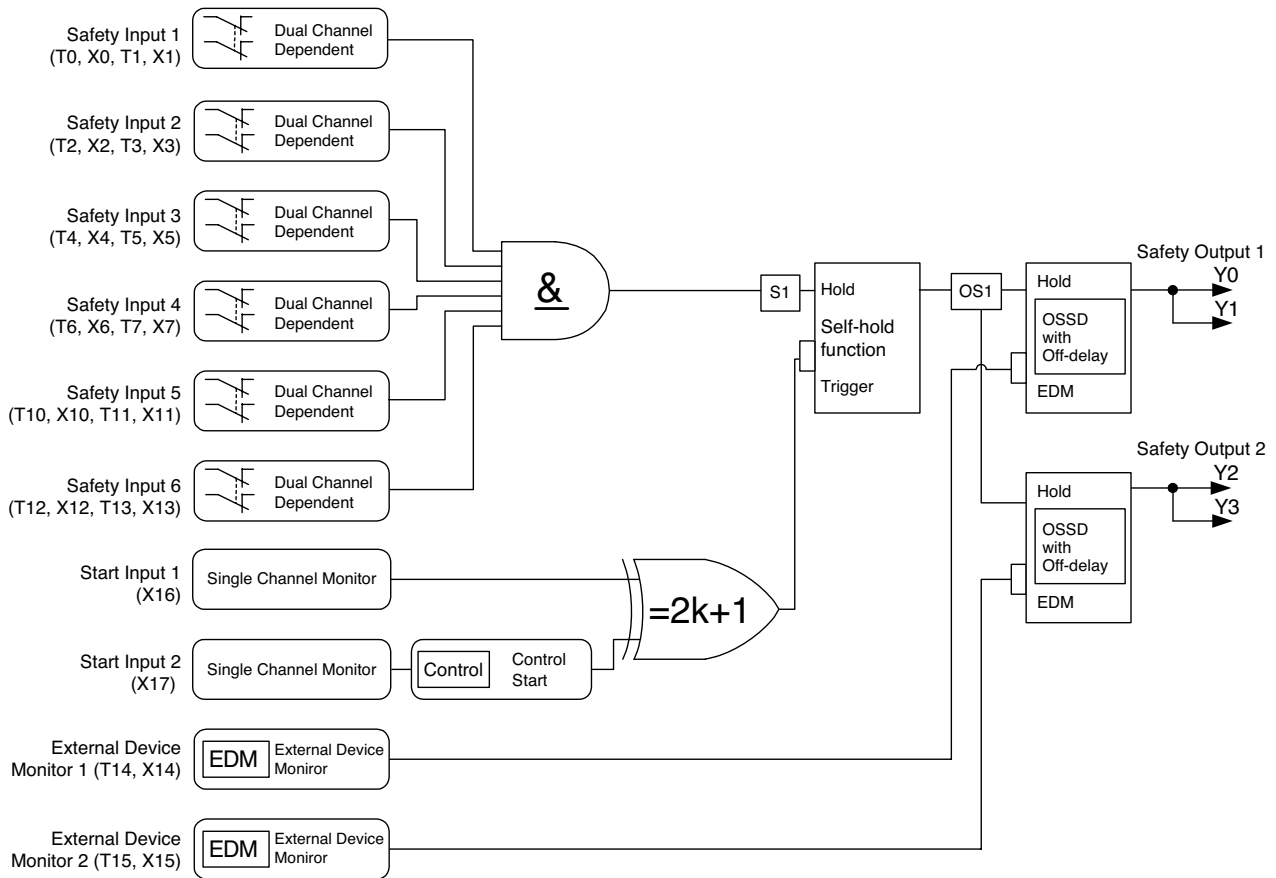 Safety Input 1
(T0, X0, T1, X1)
Dual Channel
Dependent
Safety Input 2
(T2, X2, T3, X3)
Dual Channel
Dependent
Safety Input 3
(T4, X4, T5, X5)
Dual Channel
Dependent
Safety Input 4
(T6, X6, T7, X7)
Dual Channel
Dependent
Safety Input 5
(T10, X10, T11, X11)
Dual Channel
Dependent
Safety Input 6
(T12, X12, T13, X13)
Dual Channel
Dependent
&
S1
Hold
Self-hold
function
Trigger
OS1
Hold
OSSD
with
Off-delay
EDM
Safety Output 1
Y0
Y1
Hold
OSSD
with
Off-delay
EDM
Safety Output 2
Y2
Y3
Start Input 1
(X16)
Single Channel Monitor
=2k+1
Start Input 2
(X17)
Single Channel Monitor
Control
Control
Start
External Device
Monitor 1 (T14, X14)
EDM
External Device
Moniror
External Device
Monitor 2 (T15, X15)
EDM
External Device
Moniror